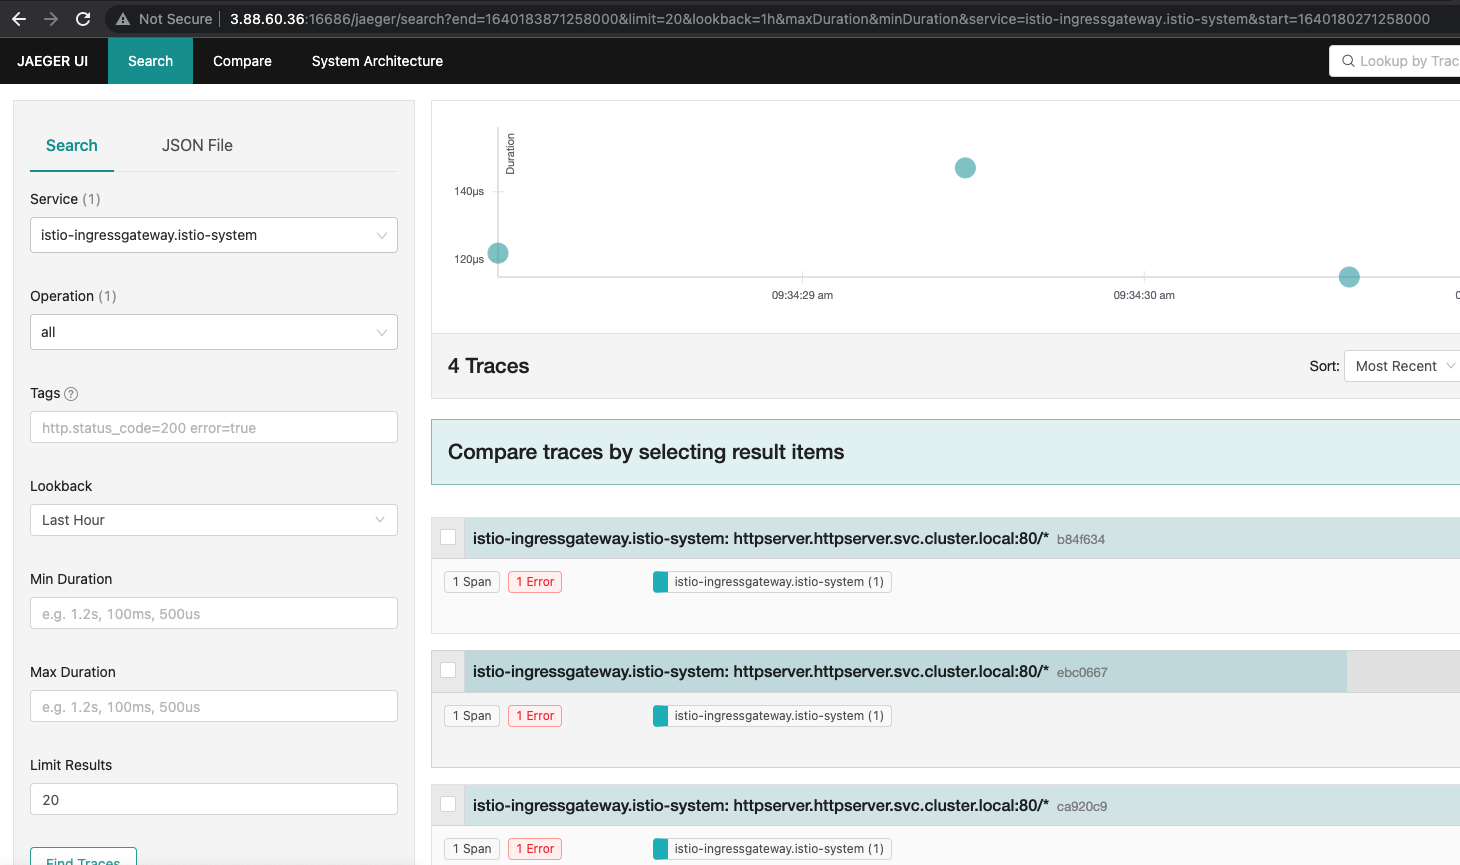 Not Secure
3.88.60.36:16686/jaeger/search?end=1640183871258000&limit=20&lookback=1h&maxDuration&minDuration&service=istio-ingressgateway.istio-system&start=1640180271258000
JAEGER UI
Search
Compare
System Architecture
Lookup by Trac
Search
JSON File
Service (1)
istio-ingressgateway.istio-system
Operation (1)
all
Tags ?
http.status_code=200 error=true
Lookback
Last Hour
Min Duration
e.g. 1.2s, 100ms, 500us
Max Duration
e.g. 1.2s, 100ms, 500us
Limit Results
20
Find Traces
Duration
140μs
120μs
09:34:29 am
09:34:30 am
0
4 Traces
Sort:
Most Recent
Compare traces by selecting result items
istio-ingressgateway.istio-system: httpserver.httpserver.svc.cluster.local:80/* b84f634
1 Span
1 Error
istio-ingressgateway.istio-system (1)
istio-ingressgateway.istio-system: httpserver.httpserver.svc.cluster.local:80/* ebc0667
1 Span
1 Error
istio-ingressgateway.istio-system (1)
istio-ingressgateway.istio-system: httpserver.httpserver.svc.cluster.local:80/* ca920c9
1 Span
1 Error
istio-ingressgateway.istio-system (1)